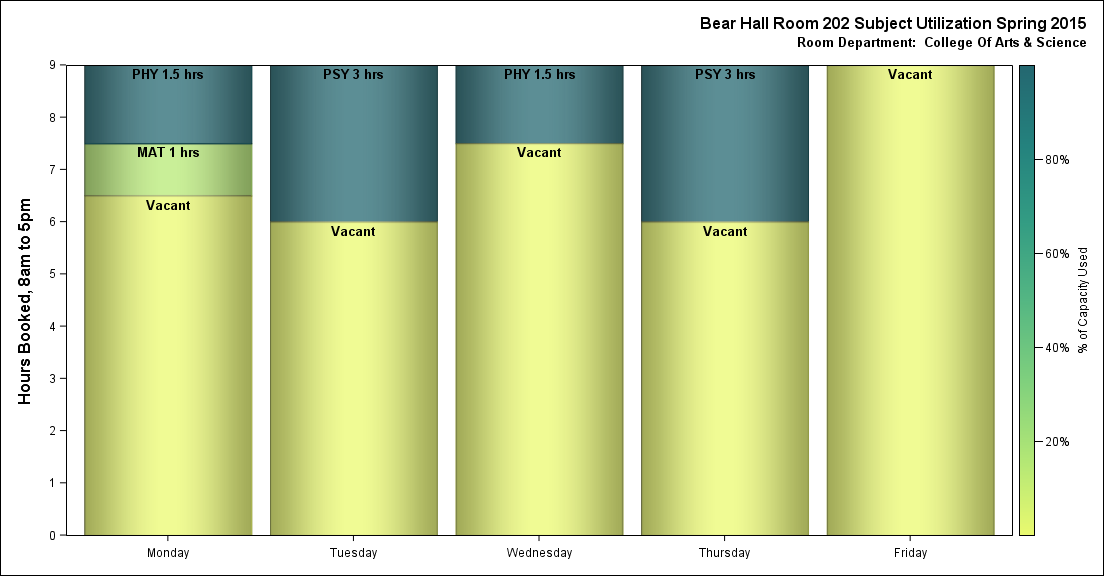 Bear Hall Room 202 Subject Utilization Spring 2015
Room Department:  College Of Arts & Science
Hours Booked, 8am to 5pm
9
8
7
6
5
4
3
2
1
0
PHY 1.5 hrs
MAT 1 hrs
Vacant
PSY 3 hrs
Vacant
PHY 1.5 hrs
Vacant
PSY 3 hrs
Vacant
Vacant
Monday
Tuesday
Wednesday
Thursday
Friday
80%
60%
40%
20%
% of Capacity Used